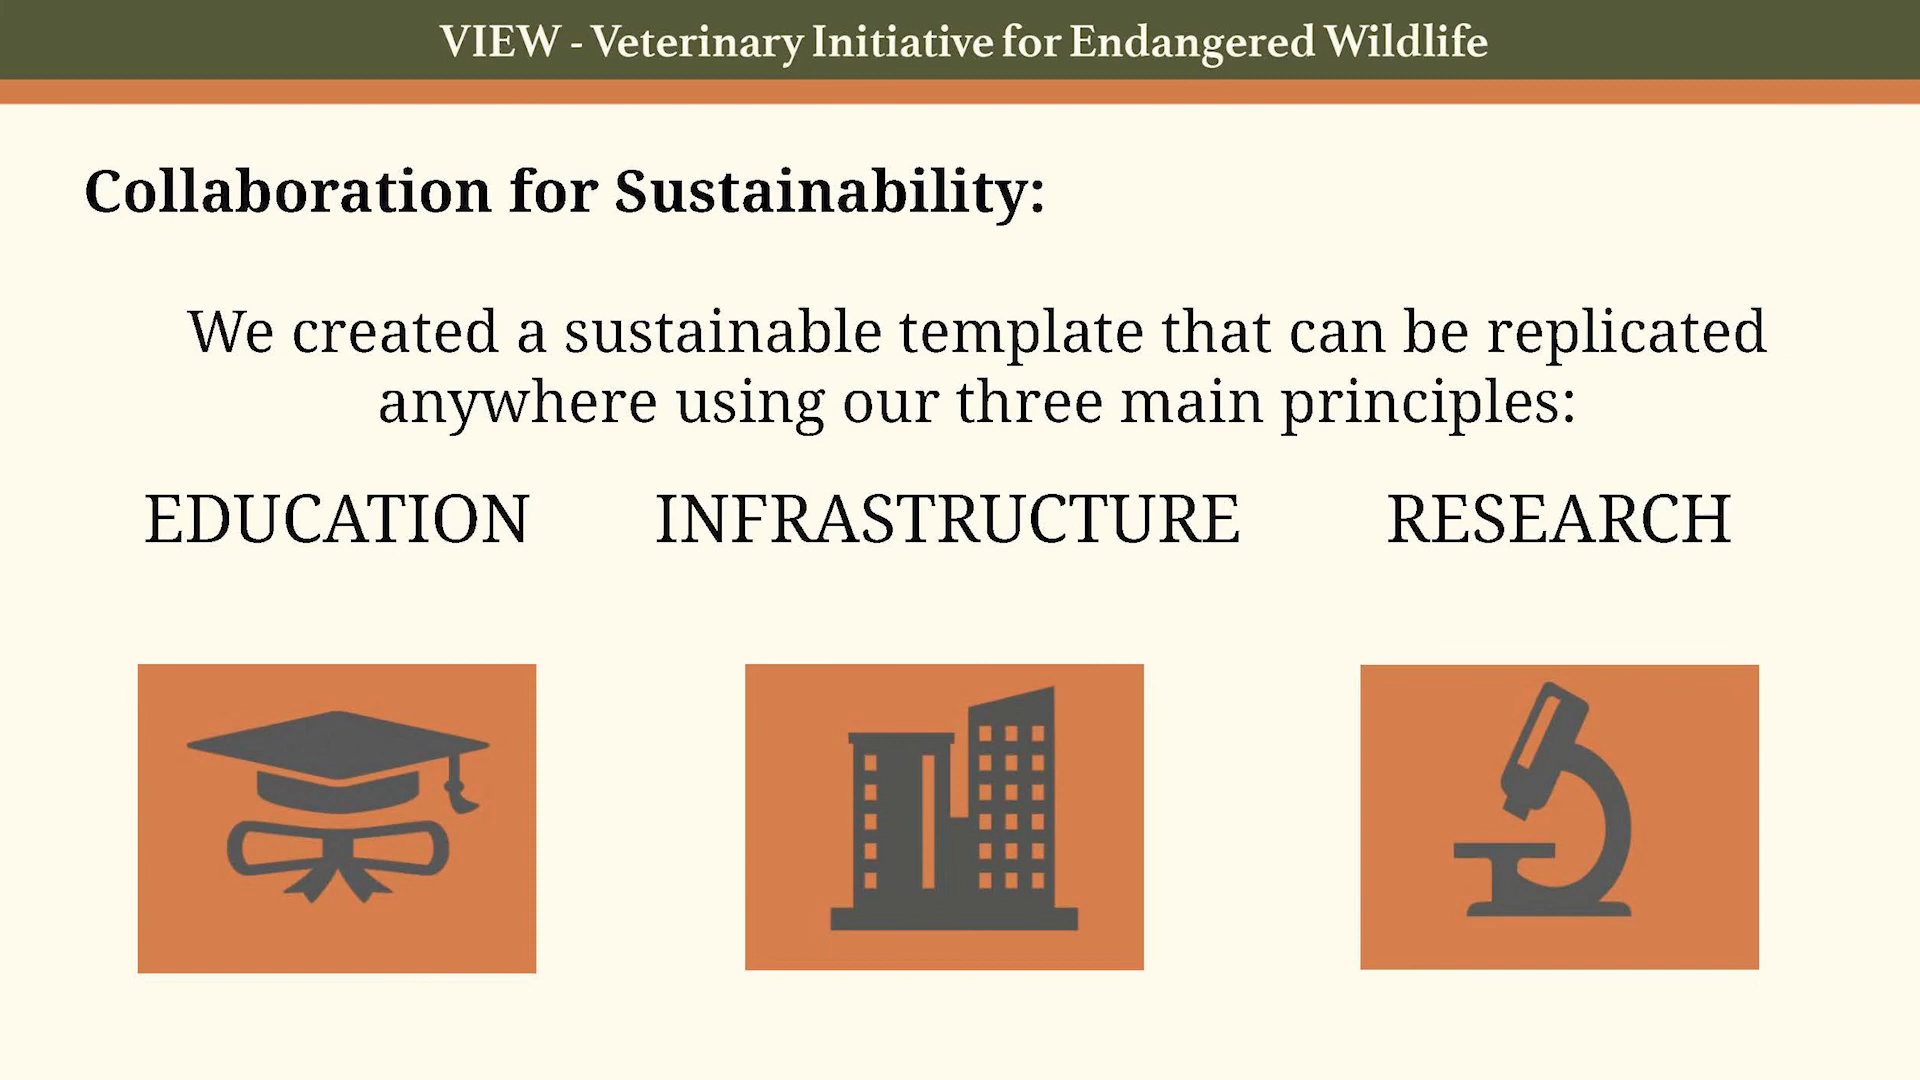 VIEW - Veterinary Initiative for Endangered Wildlife
Collaboration for Sustainability:
We created a sustainable template that can be replicated
anywhere using our three main principles:
EDUCATION INFRASTRUCTURE RESEARCH